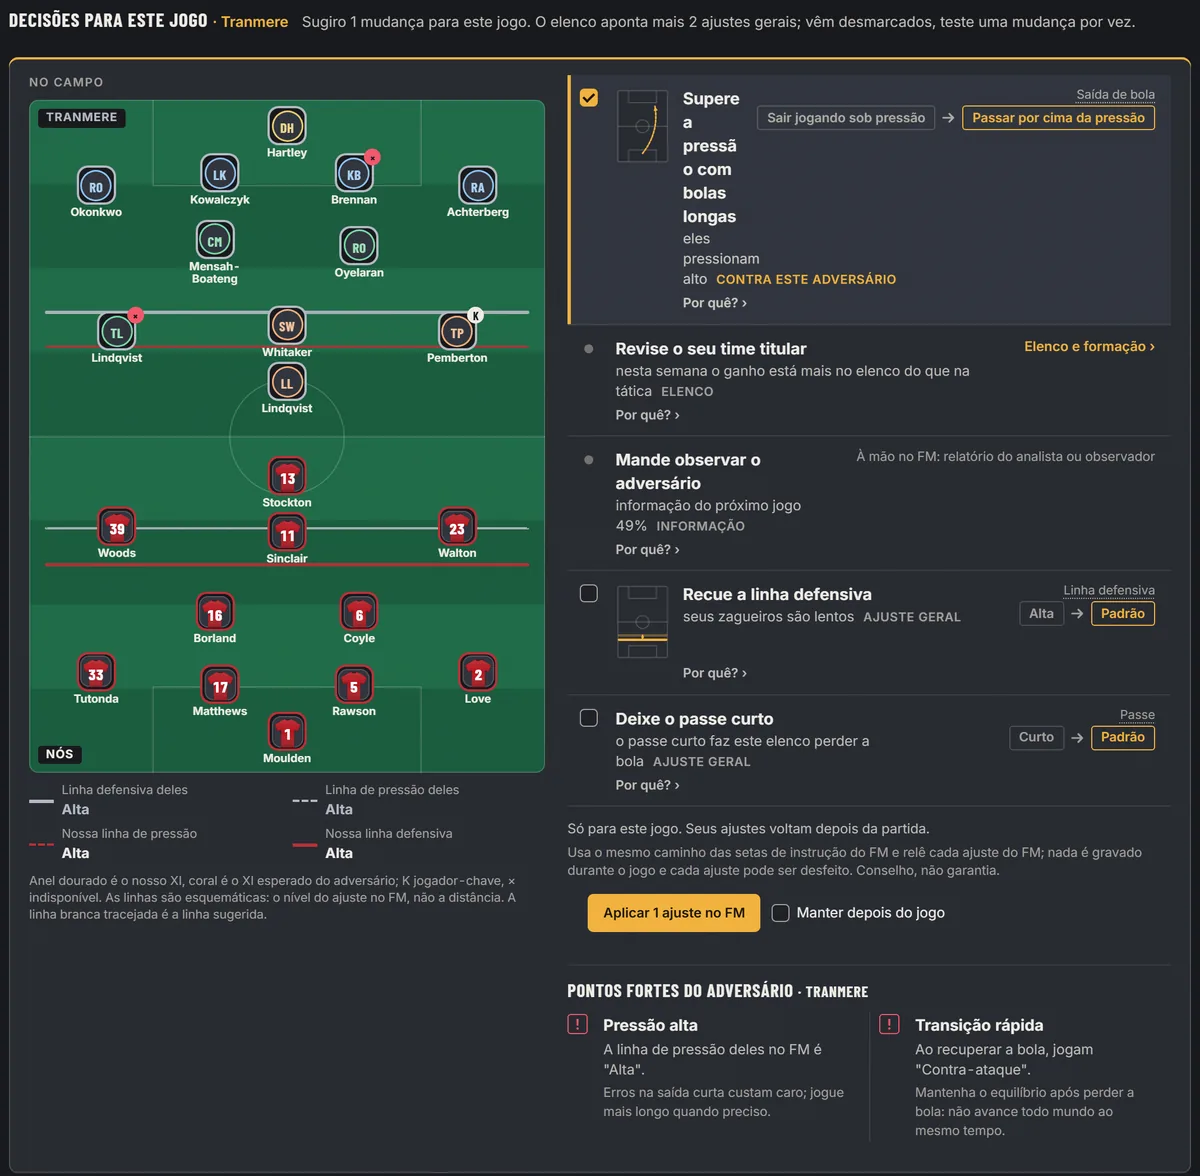 DECISÕES PARA ESTE JOGO · Tranmere Sugiro 1 mudança para este jogo. O elenco aponta mais 2 ajustes gerais; vêm desmarcados, teste uma mudança por vez.
NO CAMPO
TRANMERE
DH
Hartley
RO
Okonkwo
LK
Kowalczyk
KB
×
Brennan
RA
Achterberg
CM
Mensah-
Boateng
RO
Oyelaran
TL
×
Lindqvist
SW
Whitaker
TP
K
Pemberton
LL
Lindqvist
13
Stockton
39
Woods
11
Sinclair
23
Walton
16
Borland
6
Coyle
33
Tutonda
17
Matthews
5
Rawson
2
Love
1
Moulden
NÓS
Linha defensiva deles
Alta
Linha de pressão deles
Alta
Nossa linha de pressão
Alta
Nossa linha defensiva
Alta
Anel dourado é o nosso XI, coral é o XI esperado do adversário; K jogador-chave, ×
indisponível. As linhas são esquemáticas: o nível do ajuste no FM, não a distância. A
linha branca tracejada é a linha sugerida.
Supere
a
pressã
o com
bolas
longas
eles
pressionam
alto CONTRA ESTE ADVERSÁRIO
Por quê? ›
Saída de bola
Sair jogando sob pressão → Passar por cima da pressão
Revise o seu time titular
nesta semana o ganho está mais no elenco do que na
tática ELENCO
Por quê? ›
Elenco e formação ›
Mande observar o
adversário
informação do próximo jogo
49% INFORMAÇÃO
Por quê? ›
À mão no FM: relatório do analista ou observador
Recue a linha defensiva
seus zagueiros são lentos AJUSTE GERAL
Por quê? ›
Linha defensiva
Alta → Padrão
Deixe o passe curto
o passe curto faz este elenco perder a
bola AJUSTE GERAL
Por quê? ›
Passe
Curto → Padrão
Só para este jogo. Seus ajustes voltam depois da partida.
Usa o mesmo caminho das setas de instrução do FM e relê cada ajuste do FM; nada é gravado
durante o jogo e cada ajuste pode ser desfeito. Conselho, não garantia.
Aplicar 1 ajuste no FM
Manter depois do jogo
PONTOS FORTES DO ADVERSÁRIO · TRANMERE
!
Pressão alta
A linha de pressão deles no FM é
"Alta".
Erros na saída curta custam caro; jogue
mais longo quando preciso.
!
Transição rápida
Ao recuperar a bola, jogam
"Contra-ataque".
Mantenha o equilíbrio após perder a
bola: não avance todo mundo ao
mesmo tempo.